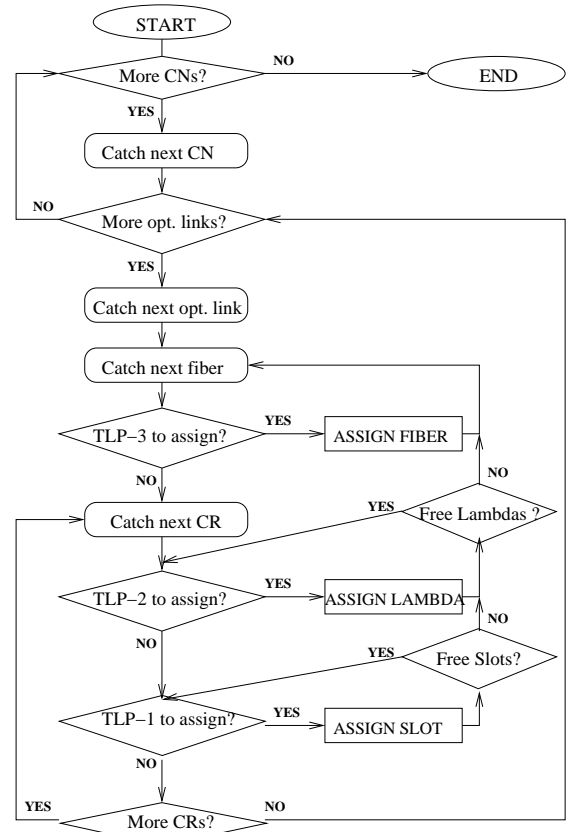 START
More CNs?
NO
END
YES
Catch next CN
NO
More opt. links?
YES
Catch next opt. link
Catch next fiber
TLP−3 to assign?
YES
ASSIGN FIBER
NO
NO
Catch next CR
YES
Free Lambdas ?
TLP−2 to assign?
YES
ASSIGN LAMBDA
NO
NO
YES
Free Slots?
TLP−1 to assign?
YES
ASSIGN SLOT
NO
YES
More CRs?
NO